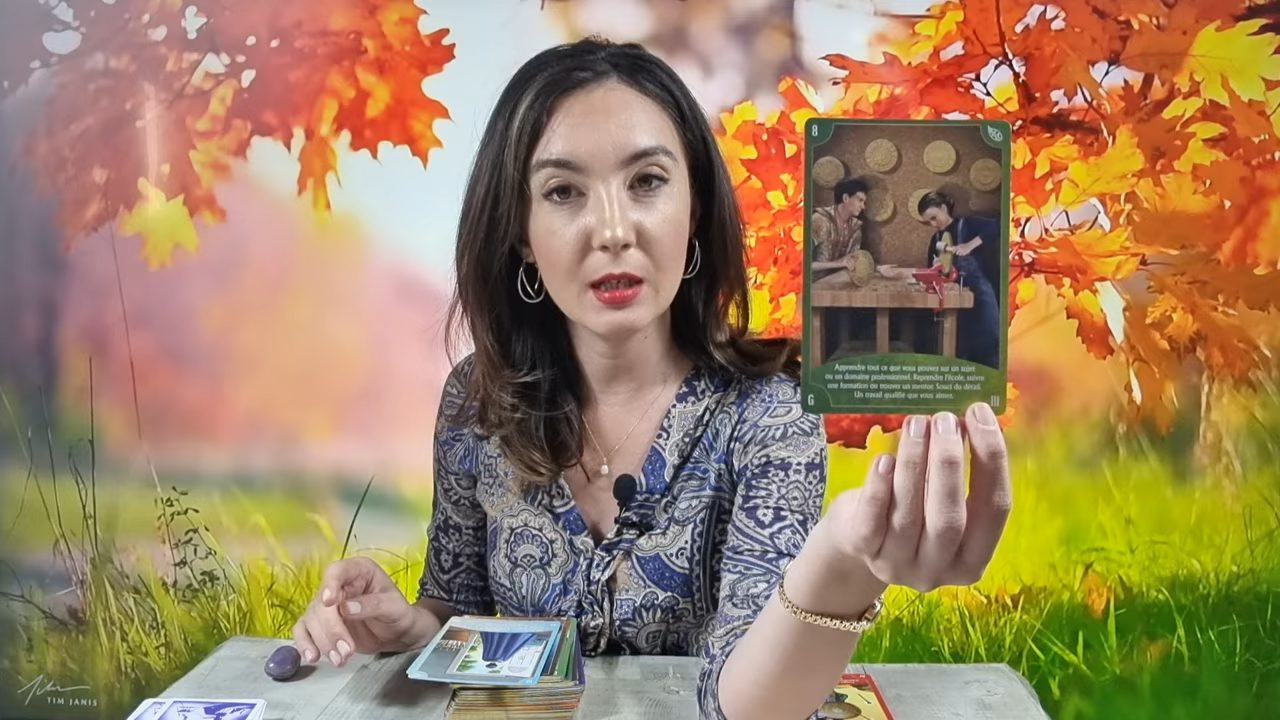 8
Apprendre tout ce que vous pouvez sur un sujet
ou un domaine professionnel. Reprendre l'école, suivre
une formation ou trouver un mentor. Souci du détail.
Un travail qualifié que vous aimez.
G
III
TIM JANIS